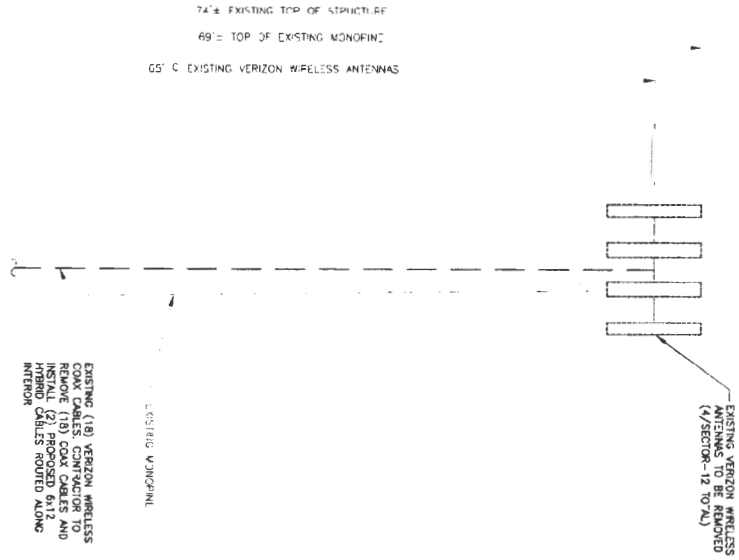 74'± EXISTING TOP OF STRUCTURE
69'± TOP OF EXISTING MONOPINE
65' EXISTING VERIZON WIRELESS ANTENNAS
EXISTING VERIZON WIRELESS
ANTENNAS TO BE REMOVED
(4/SECTOR-12 TOTAL)
EXISTING MONOPINE
EXISTING (18) VERIZON WIRELESS
COAX CABLES. CONTRACTOR TO
REMOVE (18) COAX CABLES AND
INSTALL (2) PROPOSED 6x12
HYBRID CABLES ROUTED ALONG
INTERIOR